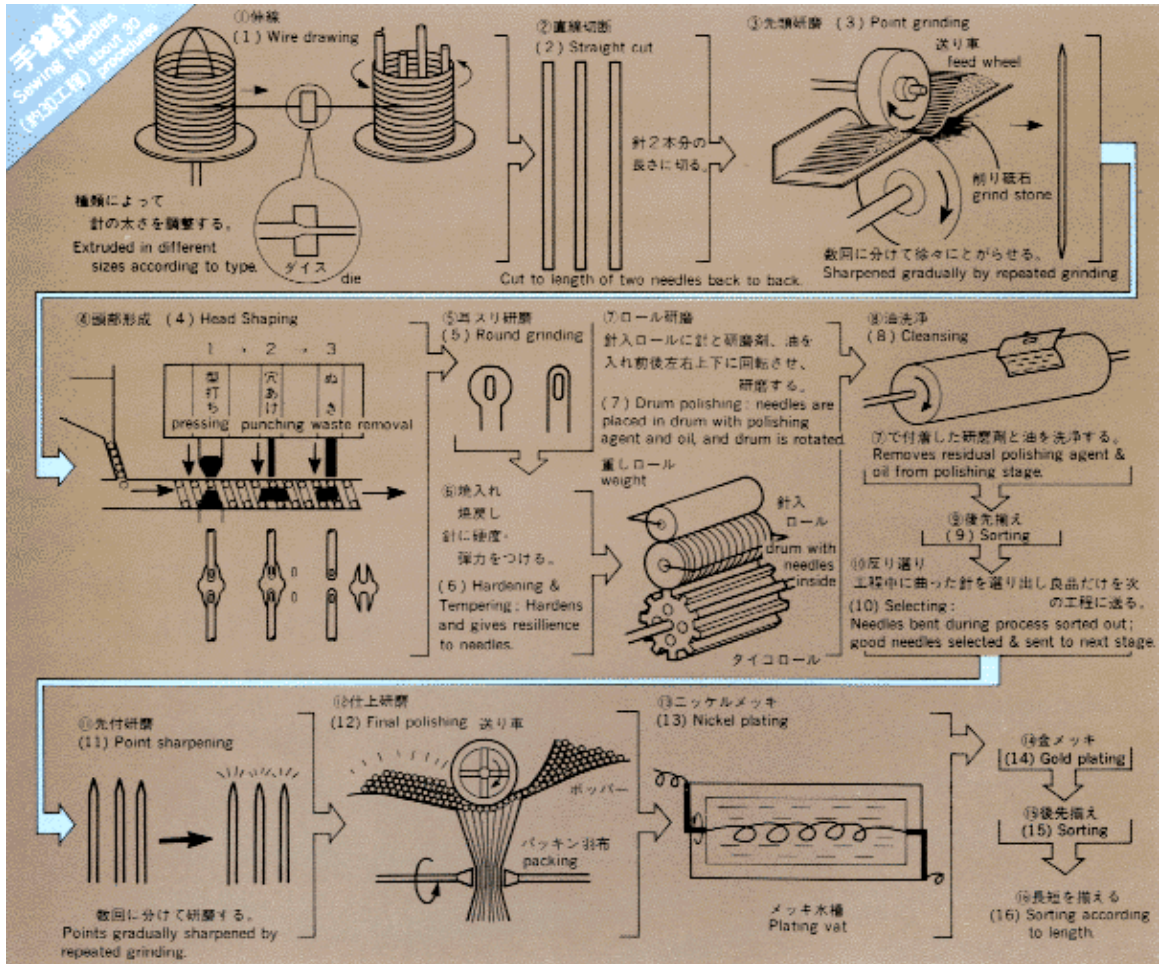 手縫針
Sewing Needles
(約30工程) about 30
procedures
①伸線
(1) Wire drawing
種類によって
針の太さを調整する。
Extruded in different
sizes according to type.
ダイス
die
②直線切断
(2) Straight cut
針2本分の
長さに切る。
Cut to length of two needles back to back.
③先頭研磨 (3) Point grinding
送り車
feed wheel
削り砥石
grind stone
数回に分けて徐々にとがらせる。
Sharpened gradually by repeated grinding
④頭部形成 (4) Head Shaping
1 → 2 → 3
型打ち
穴あけ
ぬき
pressing punching waste removal
⑤耳スリ研磨
(5) Round grinding
⑥焼入れ
焼戻し
針に硬度・
弾力をつける。
(6) Hardening &
Tempering : Hardens
and gives resillience
to needles.
⑦ロール研磨
針入ロールに針と研磨剤、油を
入れ前後左右上下に回転させ、
研磨する。
(7) Drum polishing : needles are
placed in drum with polishing
agent and oil, and drum is rotated.
重しロール
weight
針入
ロール
drum with
needles
inside
タイコロール
⑧油洗浄
(8) Cleansing
⑦で付着した研磨剤と油を洗浄する。
Removes residual polishing agent &
oil from polishing stage.
⑨後先揃え
(9) Sorting
⑩反り選り
工程中に曲った針を選り出し良品だけを次
の工程に送る。
(10) Selecting :
Needles bent during process sorted out;
good needles selected & sent to next stage.
⑪先付研磨
(11) Point sharpening
数回に分けて研磨する。
Points gradually sharpened by
repeated grinding.
⑫仕上研磨
(12) Final polishing 送り車
ホッパー
パッキン羽布
packing
⑬ニッケルメッキ
(13) Nickel plating
メッキ水槽
Plating vat
⑭金メッキ
(14) Gold plating
⑮後先揃え
(15) Sorting
⑯長短を揃える
(16) Sorting according
to length.